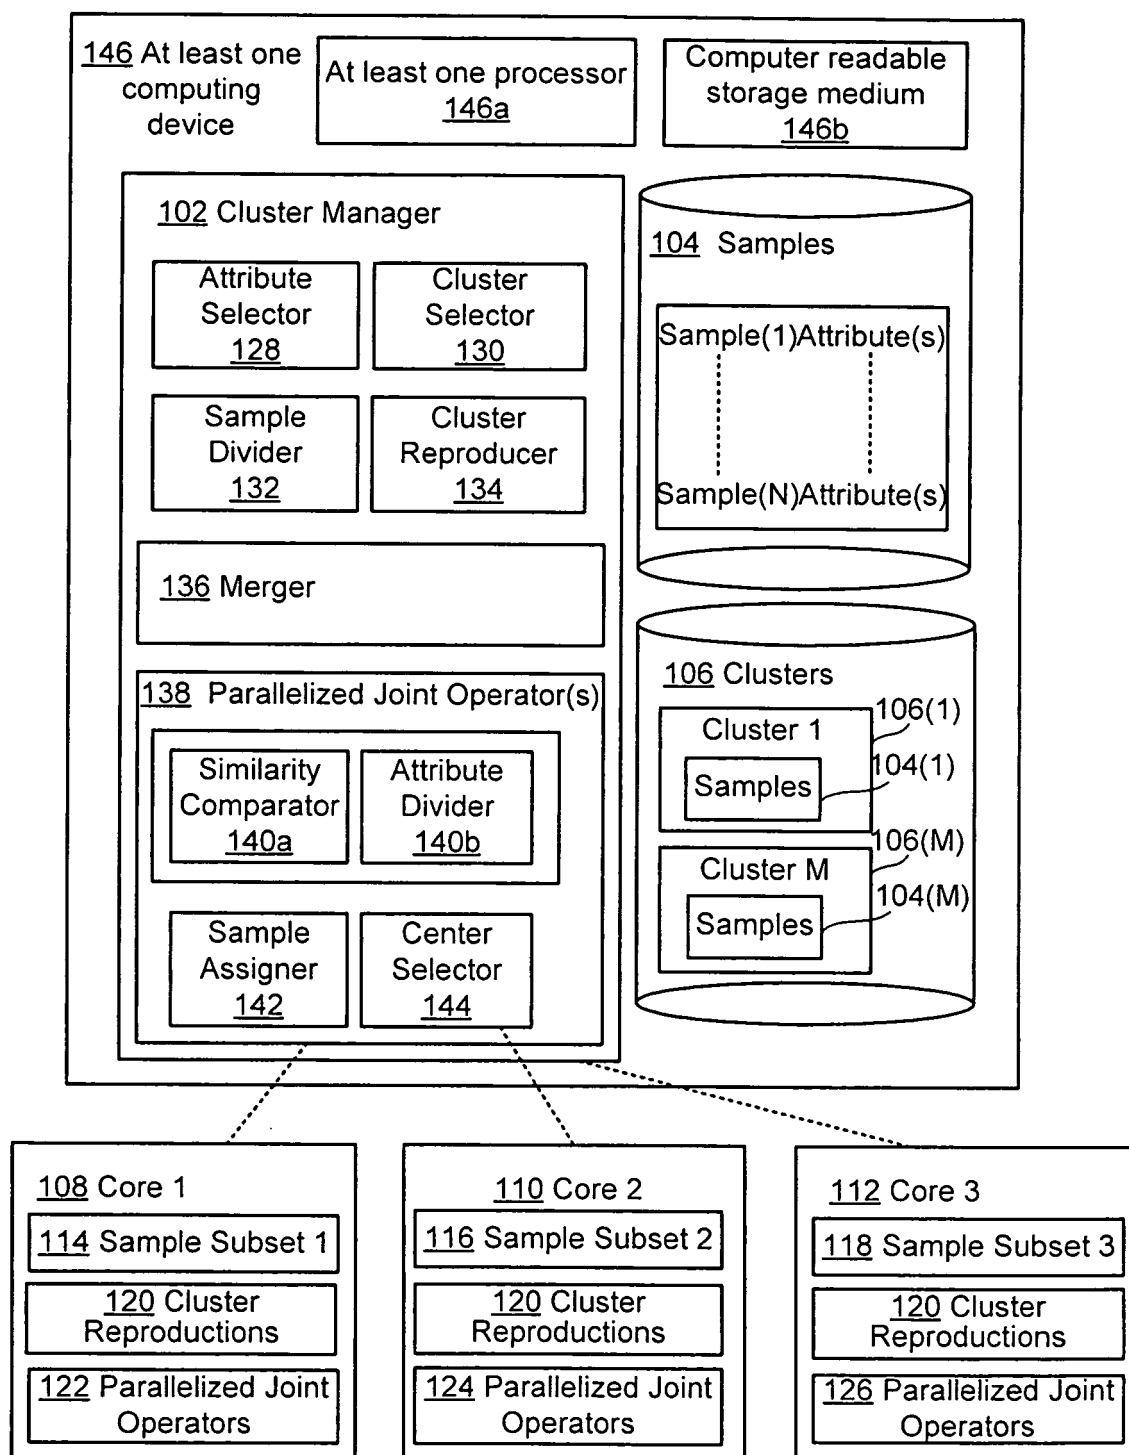 146 At least one
computing
device
At least one processor
146a
Computer readable
storage medium
146b
102 Cluster Manager
Attribute
Selector
128
Cluster
Selector
130
Sample
Divider
132
Cluster
Reproducer
134
136 Merger
138 Parallelized Joint Operator(s)
Similarity
Comparator
140a
Attribute
Divider
140b
Sample
Assigner
142
Center
Selector
144
104 Samples
Sample(1)Attribute(s)
Sample(N)Attribute(s)
106 Clusters
Cluster 1
106(1)
Samples
104(1)
Cluster M
106(M)
Samples
104(M)
108 Core 1
114 Sample Subset 1
120 Cluster
Reproductions
122 Parallelized Joint
Operators
110 Core 2
116 Sample Subset 2
120 Cluster
Reproductions
124 Parallelized Joint
Operators
112 Core 3
118 Sample Subset 3
120 Cluster
Reproductions
126 Parallelized Joint
Operators